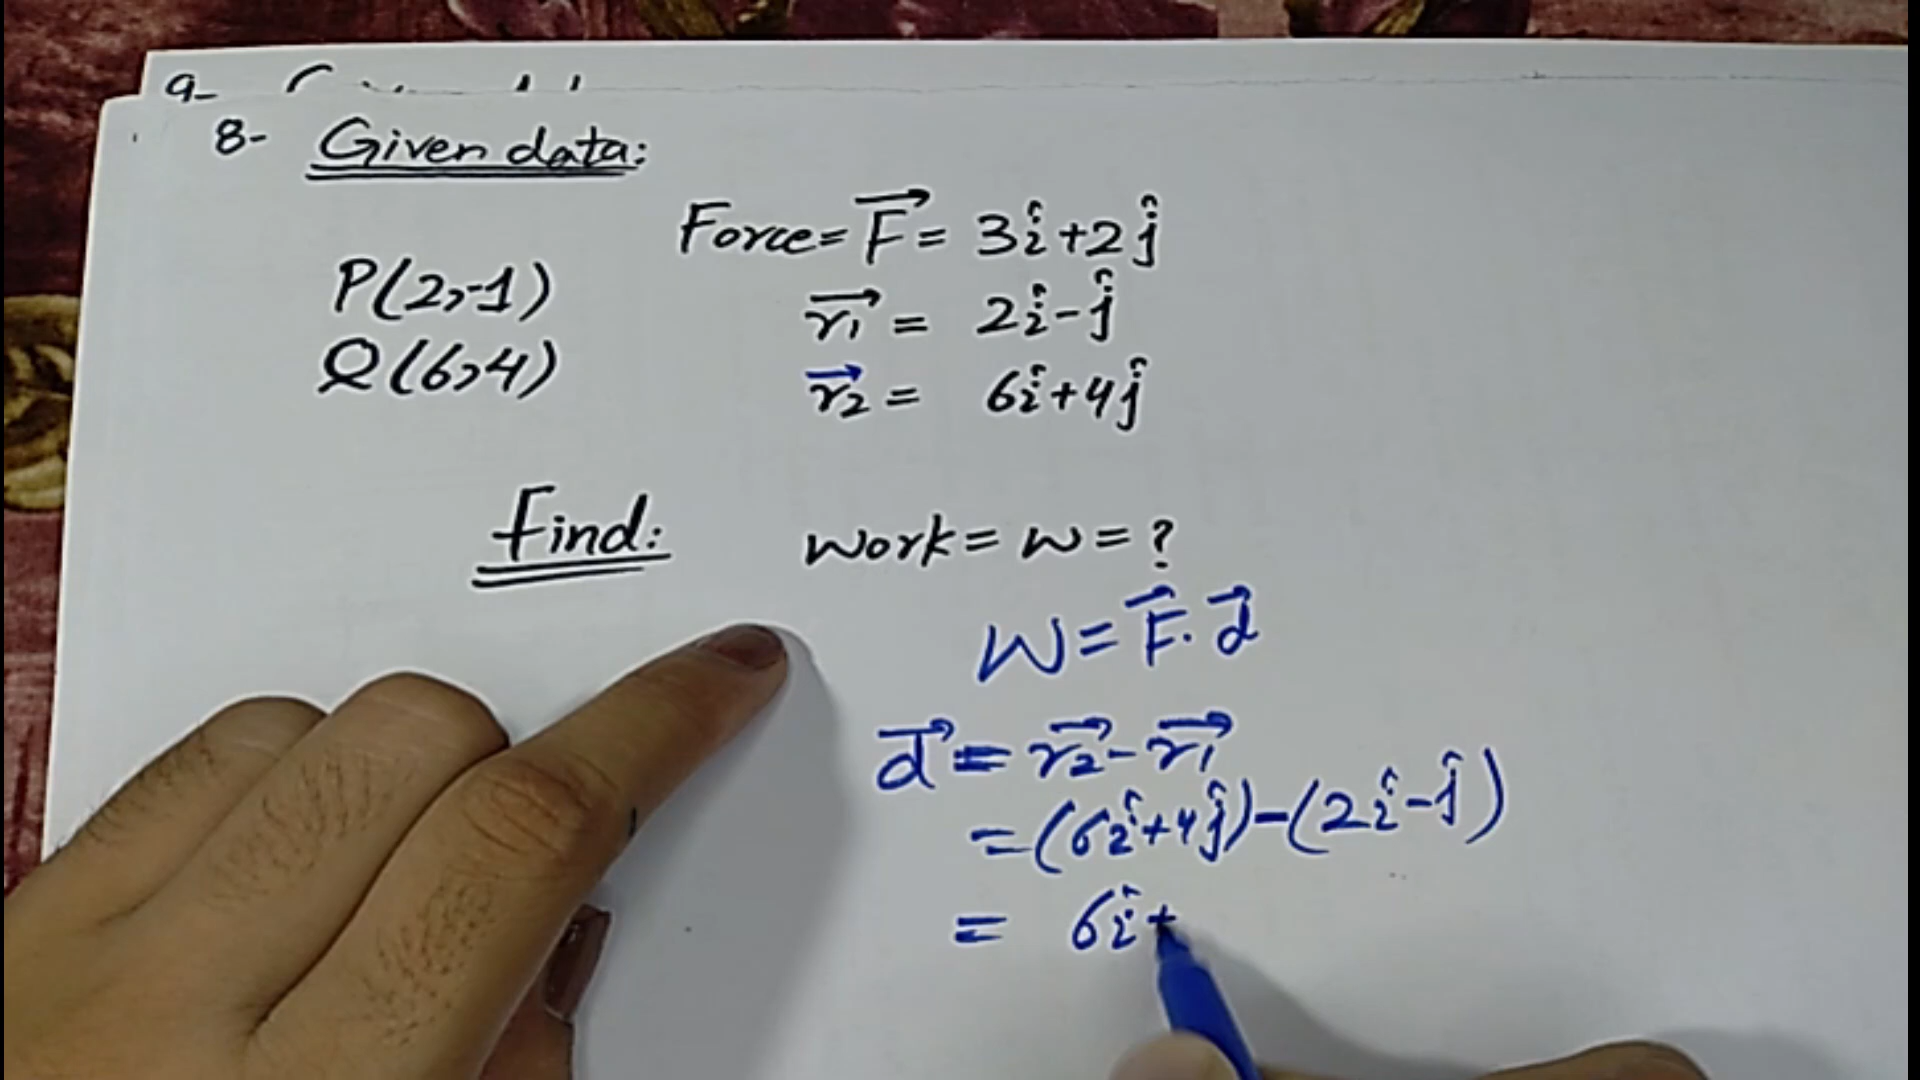 9-
8- Given data:
Force = F⃗ = 3î+2ĵ
P(2,-1)
r⃗1 = 2î-ĵ
Q(6,4)
r⃗2 = 6î+4ĵ
Find:
Work = W = ?
W = F⃗.d⃗
d⃗ = r⃗2 - r⃗1
= (6î+4ĵ)-(2î-ĵ)
= 6î+